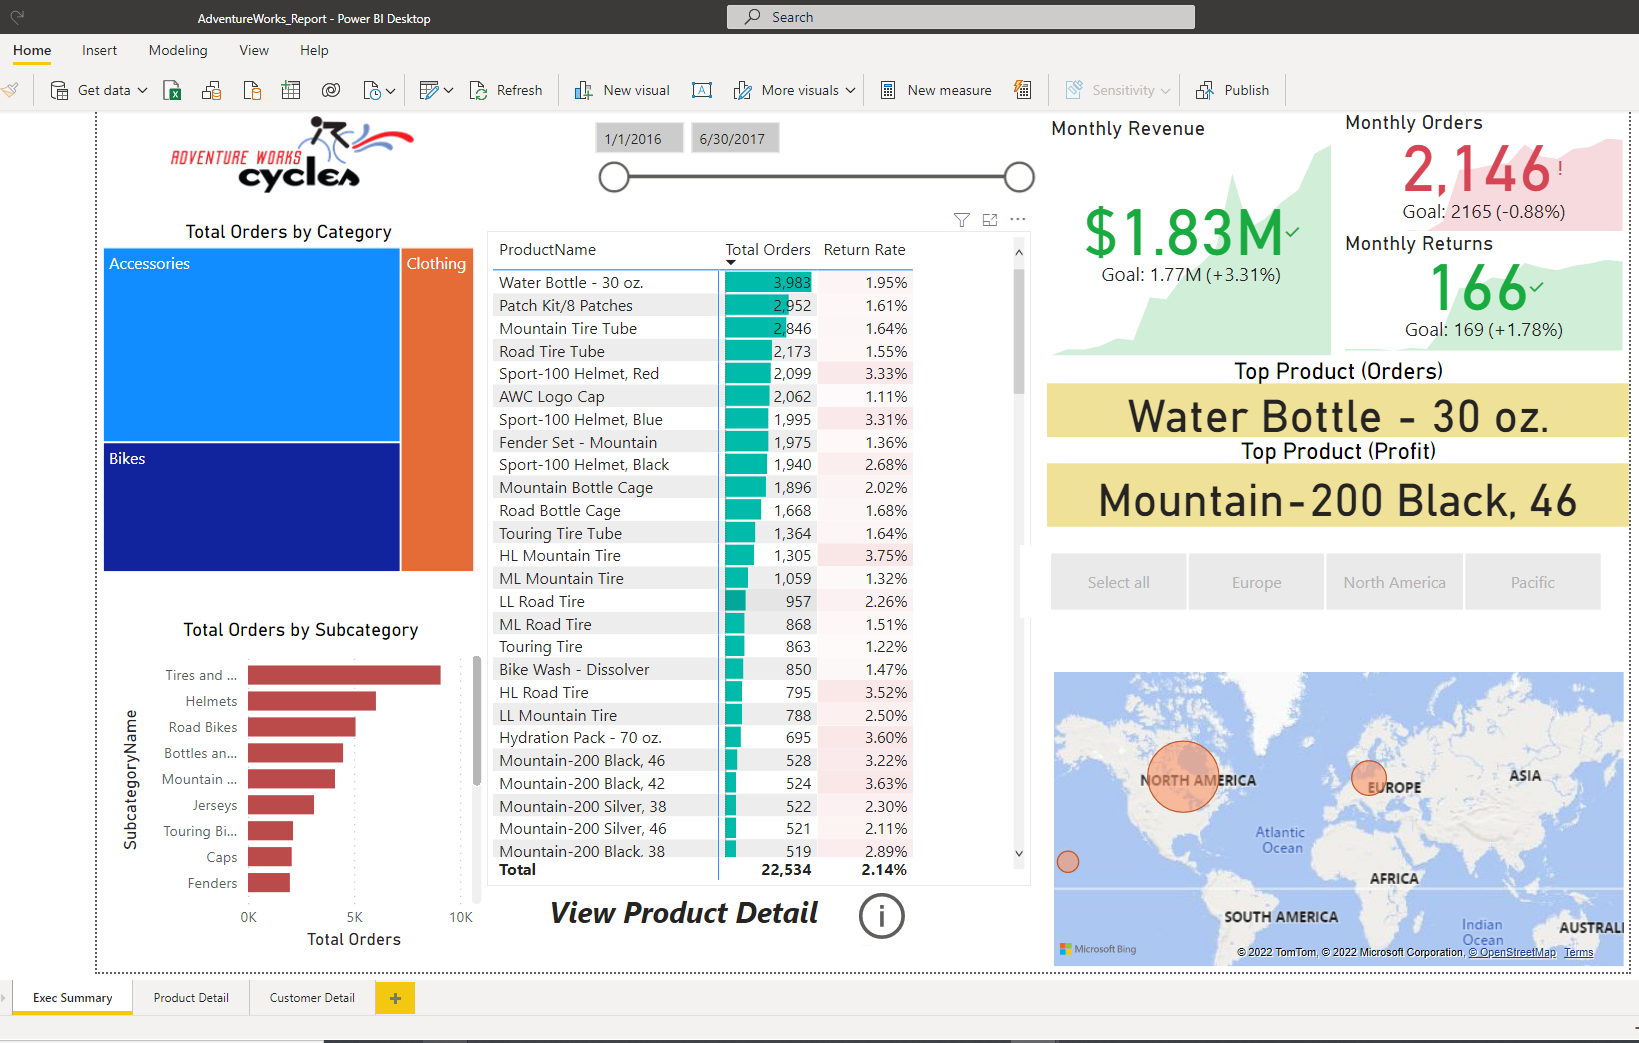 AdventureWorks_Report - Power BI Desktop
Search
Home Insert Modeling View Help
Get data Refresh New visual More visuals New measure Sensitivity Publish
ADVENTURE WORKS
cycles
1/1/2016 6/30/2017
Total Orders by Category
Accessories
Clothing
Bikes
Total Orders by Subcategory
SubcategoryName
Tires and ...
Helmets
Road Bikes
Bottles an...
Mountain ...
Jerseys
Touring Bi...
Caps
Fenders
0K 5K 10K
Total Orders
ProductName Total Orders Return Rate
Water Bottle - 30 oz. 3,983 1.95%
Patch Kit/8 Patches 2,952 1.61%
Mountain Tire Tube 2,846 1.64%
Road Tire Tube 2,173 1.55%
Sport-100 Helmet, Red 2,099 3.33%
AWC Logo Cap 2,062 1.11%
Sport-100 Helmet, Blue 1,995 3.31%
Fender Set - Mountain 1,975 1.36%
Sport-100 Helmet, Black 1,940 2.68%
Mountain Bottle Cage 1,896 2.02%
Road Bottle Cage 1,668 1.68%
Touring Tire Tube 1,364 1.64%
HL Mountain Tire 1,305 3.75%
ML Mountain Tire 1,059 1.32%
LL Road Tire 957 2.26%
ML Road Tire 868 1.51%
Touring Tire 863 1.22%
Bike Wash - Dissolver 850 1.47%
HL Road Tire 795 3.52%
LL Mountain Tire 788 2.50%
Hydration Pack - 70 oz. 695 3.60%
Mountain-200 Black, 46 528 3.22%
Mountain-200 Black, 42 524 3.63%
Mountain-200 Silver, 38 522 2.30%
Mountain-200 Silver, 46 521 2.11%
Mountain-200 Black, 38 519 2.89%
Total 22,534 2.14%
View Product Detail
Monthly Revenue
$1.83M
Goal: 1.77M (+3.31%)
Monthly Orders
2,146!
Goal: 2165 (-0.88%)
Monthly Returns
166
Goal: 169 (+1.78%)
Top Product (Orders)
Water Bottle - 30 oz.
Top Product (Profit)
Mountain-200 Black, 46
Select all Europe North America Pacific
NORTH AMERICA
EUROPE
ASIA
Atlantic
Ocean
AFRICA
SOUTH AMERICA
Indian
Ocean
AUSTRALI
Microsoft Bing
© 2022 TomTom, © 2022 Microsoft Corporation, © OpenStreetMap Terms
Exec Summary Product Detail Customer Detail